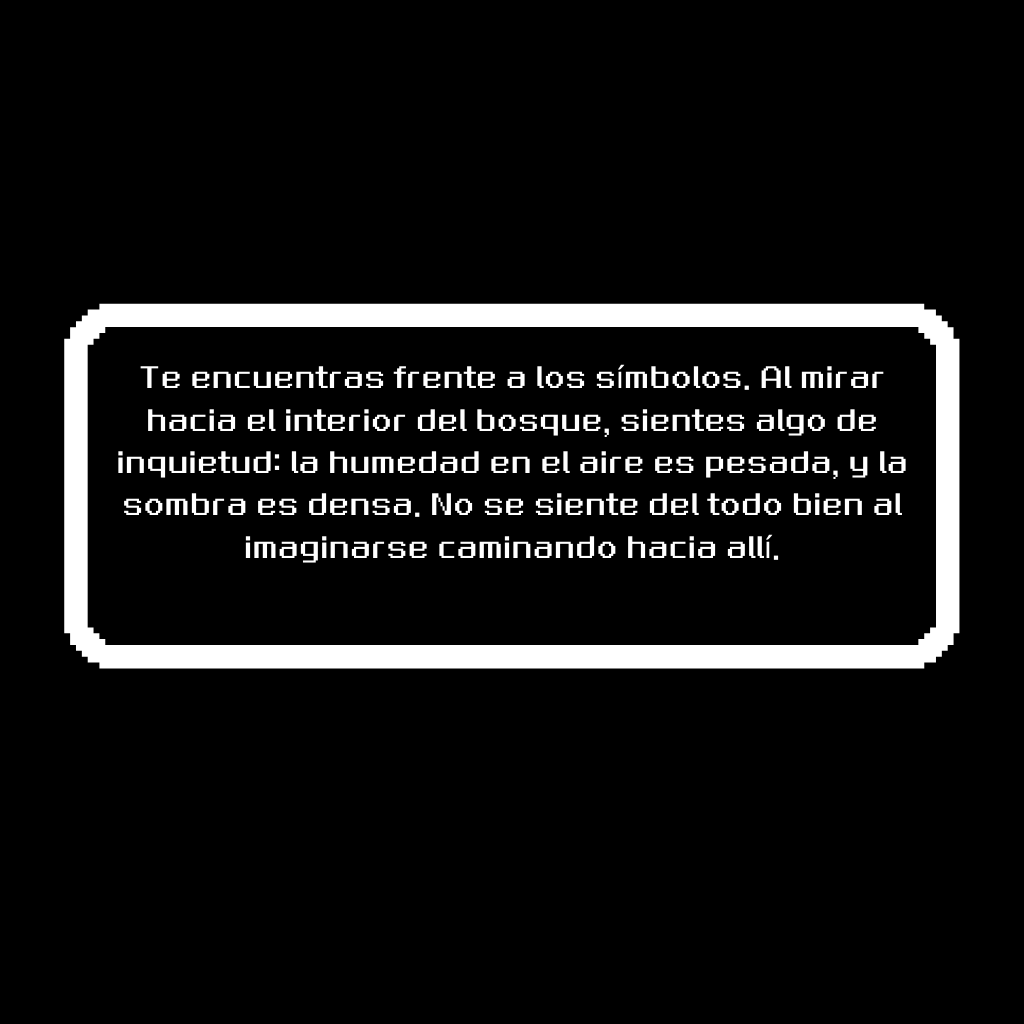 Te encuentras frente a los símbolos. Al mirar
hacia el interior del bosque, sientes algo de
inquietud: la humedad en el aire es pesada, y la
sombra es densa. No se siente del todo bien al
imaginarse caminando hacia allí.